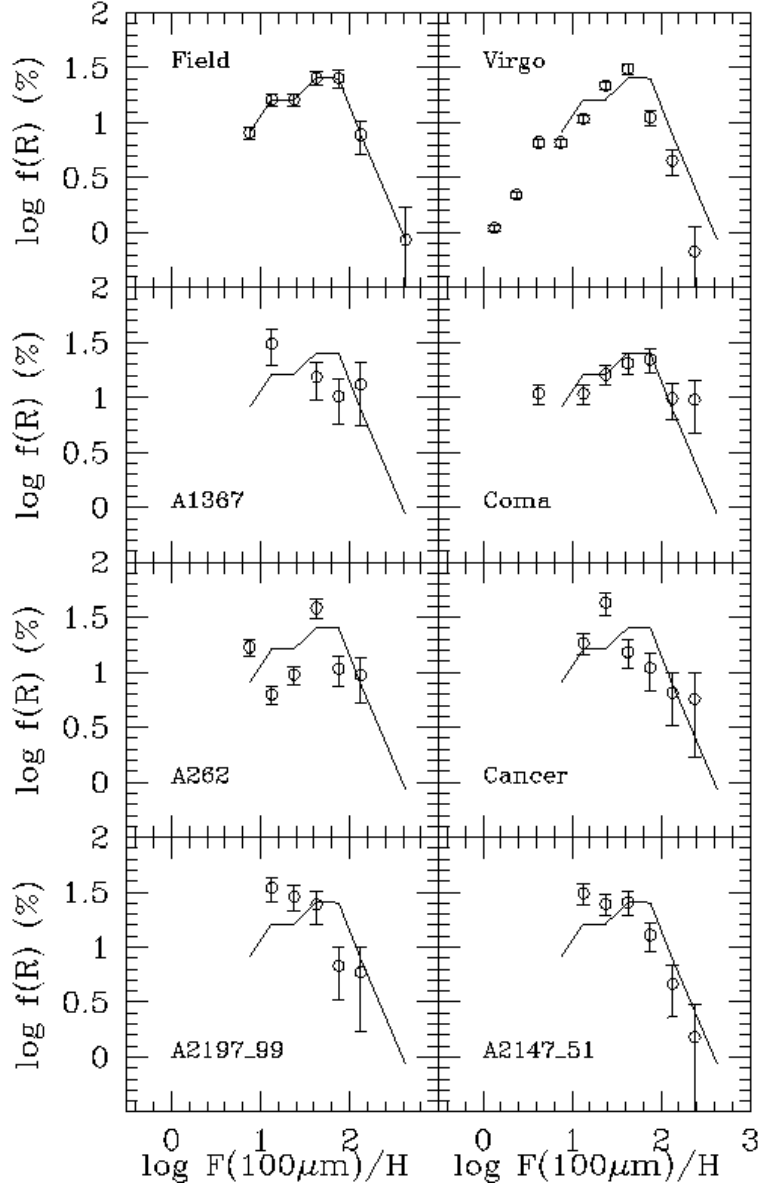 2
Field
Virgo
1.5
1
0.5
0
log f(R) (%)
2
1.5
1
0.5
0
log f(R) (%)
A1367
Coma
2
1.5
1
0.5
0
log f(R) (%)
A262
Cancer
2
1.5
1
0.5
0
log f(R) (%)
A2197_99
A2147_51
0 1 2 0 1 2 3
log F(100μm)/H log F(100μm)/H